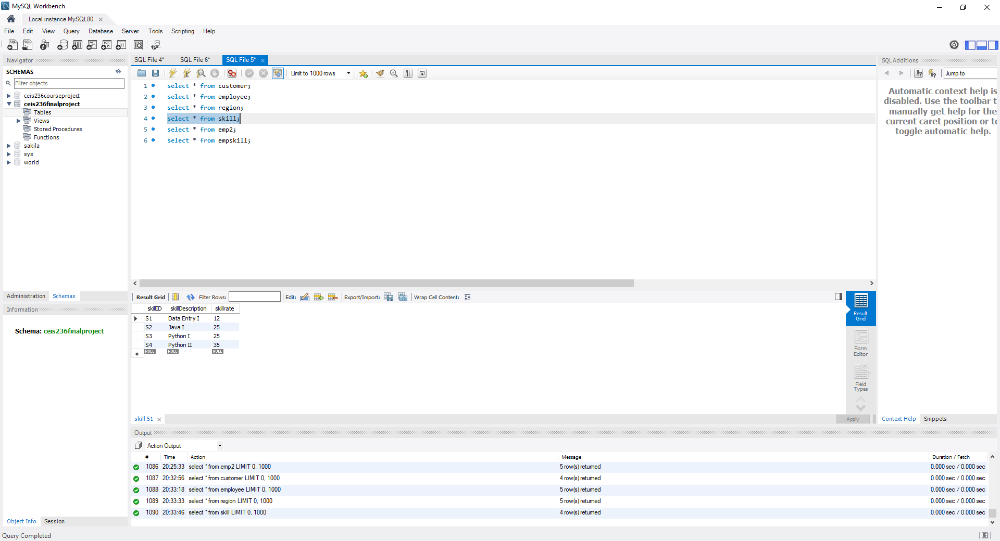 MySQL Workbench
Local instance MySQL80
File Edit View Query Database Server Tools Scripting Help
Navigator
SCHEMAS
Filter objects
ceis236courseproject
ceis236finalproject
Tables
Views
Stored Procedures
Functions
sakila
sys
world
Administration Schemas
Information
Schema: ceis236finalproject
Object Info Session
SQL File 4* SQL File 6* SQL File 5*
Limit to 1000 rows
1 select * from customer;
2 select * from employee;
3 select * from region;
4 select * from skill;
5 select * from emp2;
6 select * from empskill;
Result Grid Filter Rows: Edit: Export/Import: Wrap Cell Content:
skillID skillDescription skillrate
S1 Data Entry I 12
S2 Java I 25
S3 Python I 25
S4 Python II 35
NULL NULL NULL
Result Grid
Form Editor
Field Types
skill 51
Apply
SQLAdditions
Jump to
Automatic context help is
disabled. Use the toolbar t
manually get help for the
current caret position or to
toggle automatic help.
Context Help Snippets
Output
Action Output
# Time Action Message Duration / Fetch
1086 20:25:33 select * from emp2 LIMIT 0, 1000 5 row(s) returned 0.000 sec / 0.000 sec
1087 20:32:56 select * from customer LIMIT 0, 1000 4 row(s) returned 0.000 sec / 0.000 sec
1088 20:33:18 select * from employee LIMIT 0, 1000 5 row(s) returned 0.000 sec / 0.000 sec
1089 20:33:33 select * from region LIMIT 0, 1000 5 row(s) returned 0.000 sec / 0.000 sec
1090 20:33:46 select * from skill LIMIT 0, 1000 4 row(s) returned 0.000 sec / 0.000 sec
Query Completed